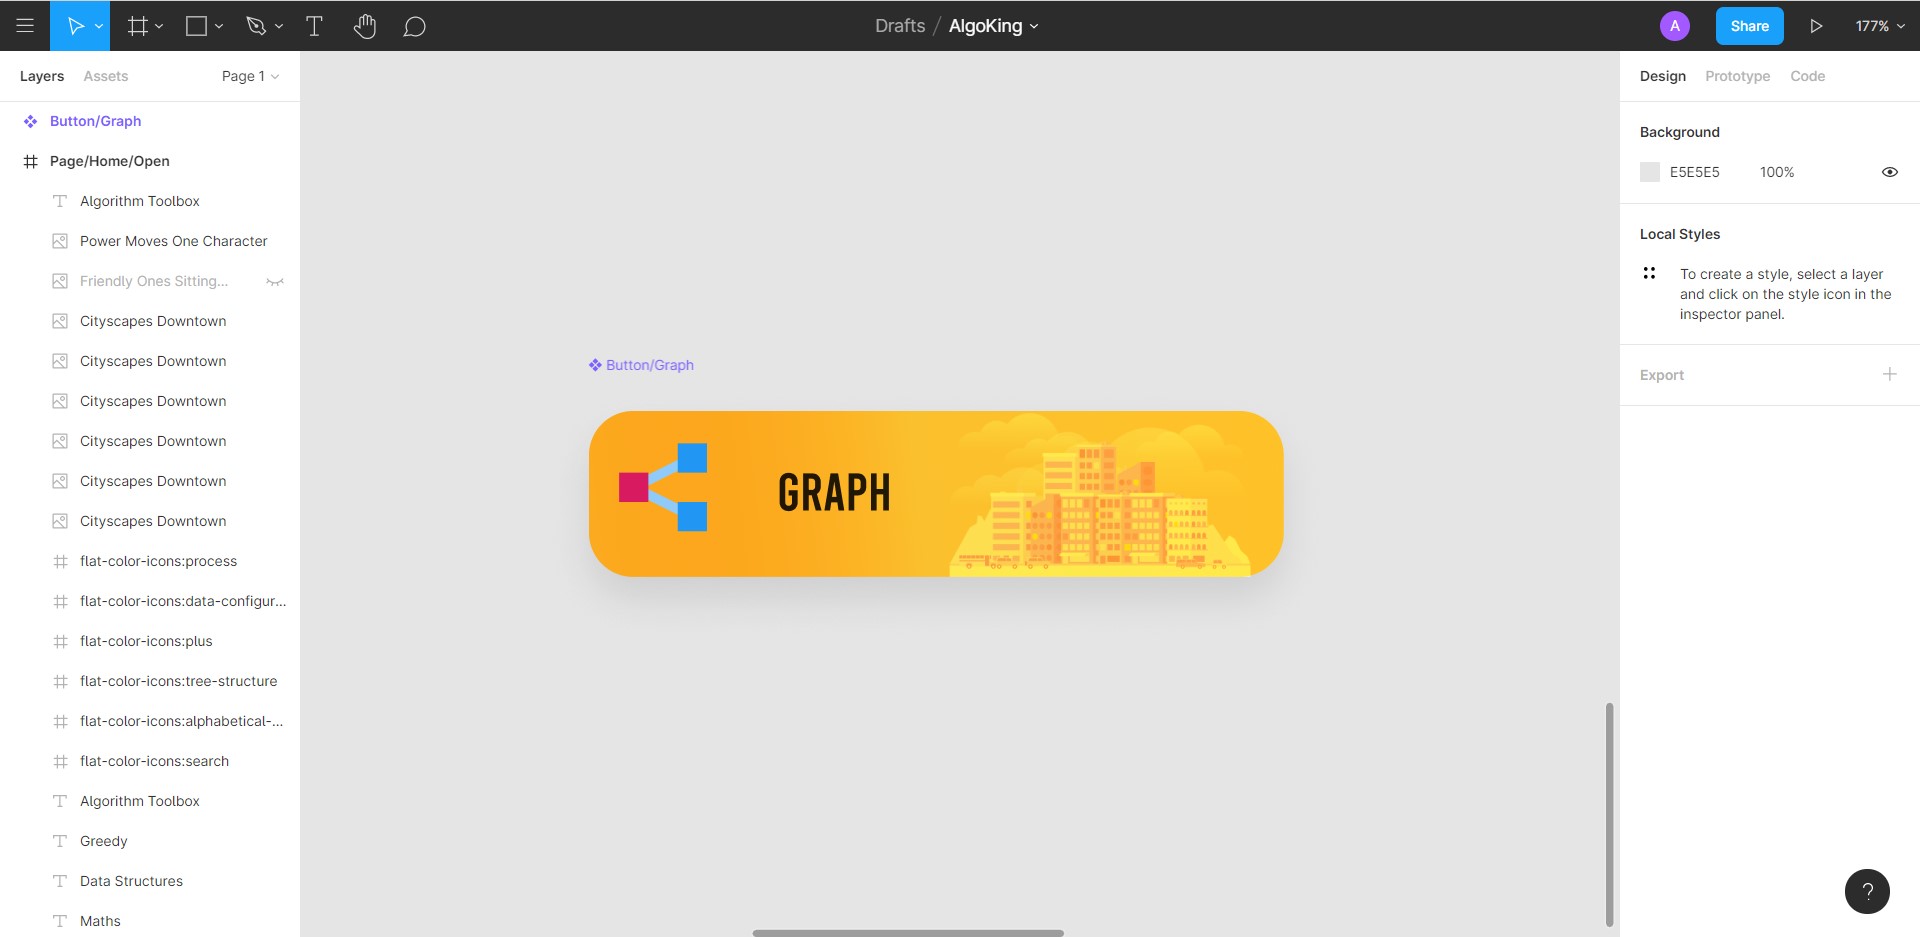 Drafts / AlgoKing
A
Share
177%
Layers
Assets
Page 1
Button/Graph
Page/Home/Open
Algorithm Toolbox
Power Moves One Character
Friendly Ones Sitting...
Cityscapes Downtown
Cityscapes Downtown
Cityscapes Downtown
Cityscapes Downtown
Cityscapes Downtown
Cityscapes Downtown
flat-color-icons:process
flat-color-icons:data-configur...
flat-color-icons:plus
flat-color-icons:tree-structure
flat-color-icons:alphabetical-...
flat-color-icons:search
Algorithm Toolbox
Greedy
Data Structures
Maths
Button/Graph
GRAPH
Design
Prototype
Code
Background
E5E5E5
100%
Local Styles
To create a style, select a layer
and click on the style icon in the
inspector panel.
Export
?